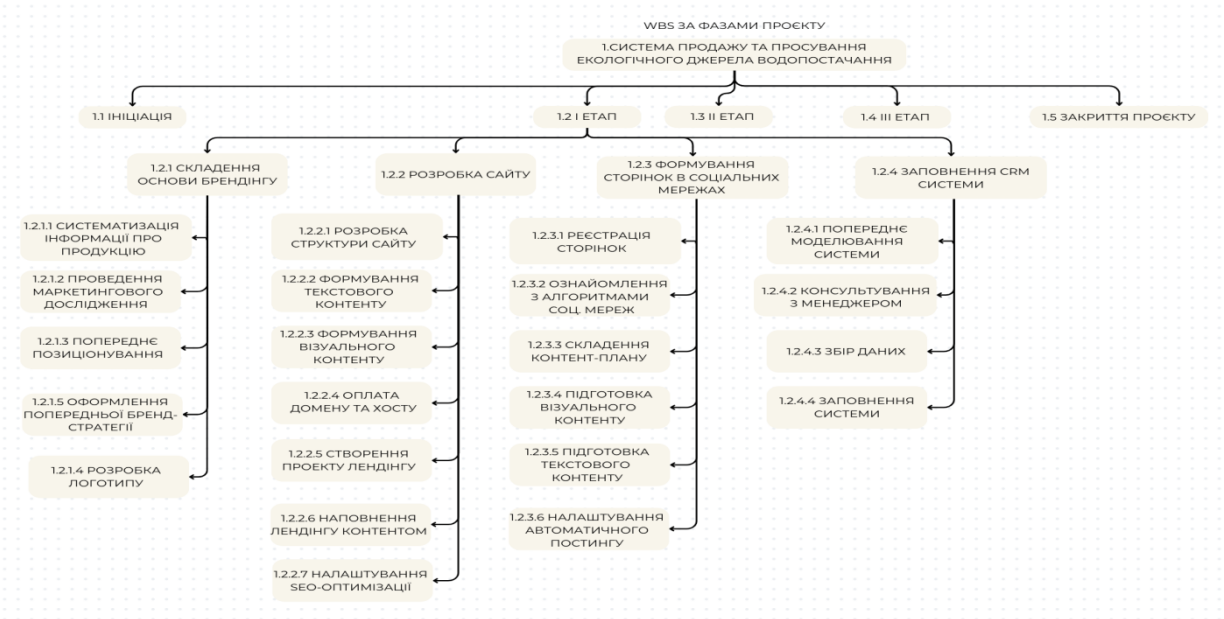 WBS ЗА ФАЗАМИ ПРОЄКТУ
1.СИСТЕМА ПРОДАЖУ ТА ПРОСУВАННЯ
ЕКОЛОГІЧНОГО ДЖЕРЕЛА ВОДОПОСТАЧАННЯ
1.1 ІНІЦІАЦІЯ
1.2 І ЕТАП
1.3 ІІ ЕТАП
1.4 ІІІ ЕТАП
1.5 ЗАКРИТТЯ ПРОЄКТУ
1.2.1 СКЛАДЕННЯ
ОСНОВИ БРЕНДІНГУ
1.2.1.1 СИСТЕМАТИЗАЦІЯ
ІНФОРМАЦІЇ ПРО
ПРОДУКЦІЮ
1.2.1.2 ПРОВЕДЕННЯ
МАРКЕТИНГОВОГО
ДОСЛІДЖЕННЯ
1.2.1.3 ПОПЕРЕДНЄ
ПОЗИЦІОНУВАННЯ
1.2.1.5 ОФОРМЛЕННЯ
ПОПЕРЕДНЬОЇ БРЕНД-
СТРАТЕГІЇ
1.2.1.4 РОЗРОБКА
ЛОГОТИПУ
1.2.2 РОЗРОБКА САЙТУ
1.2.2.1 РОЗРОБКА
СТРУКТУРИ САЙТУ
1.2.2.2 ФОРМУВАННЯ
ТЕКСТОВОГО
КОНТЕНТУ
1.2.2.3 ФОРМУВАННЯ
ВІЗУАЛЬНОГО
КОНТЕНТУ
1.2.2.4 ОПЛАТА
ДОМЕНУ ТА ХОСТУ
1.2.2.5 СТВОРЕННЯ
ПРОЕКТУ ЛЕНДІНГУ
1.2.2.6 НАПОВНЕННЯ
ЛЕНДІНГУ КОНТЕНТОМ
1.2.2.7 НАЛАШТУВАННЯ
SEO-ОПТИМІЗАЦІЇ
1.2.3 ФОРМУВАННЯ
СТОРІНОК В СОЦІАЛЬНИХ
МЕРЕЖАХ
1.2.3.1 РЕЄСТРАЦІЯ
СТОРІНОК
1.2.3.2 ОЗНАЙОМЛЕННЯ
З АЛГОРИТМАМИ
СОЦ. МЕРЕЖ
1.2.3.3 СКЛАДЕННЯ
КОНТЕНТ-ПЛАНУ
1.2.3.4 ПІДГОТОВКА
ВІЗУАЛЬНОГО
КОНТЕНТУ
1.2.3.5 ПІДГОТОВКА
ТЕКСТОВОГО
КОНТЕНТУ
1.2.3.6 НАЛАШТУВАННЯ
АВТОМАТИЧНОГО
ПОСТИНГУ
1.2.4 ЗАПОВНЕННЯ CRM
СИСТЕМИ
1.2.4.1 ПОПЕРЕДНЄ
МОДЕЛЮВАННЯ
СИСТЕМИ
1.2.4.2 КОНСУЛЬТУВАННЯ
З МЕНЕДЖЕРОМ
1.2.4.3 ЗБІР ДАНИХ
1.2.4.4 ЗАПОВНЕННЯ
СИСТЕМИ